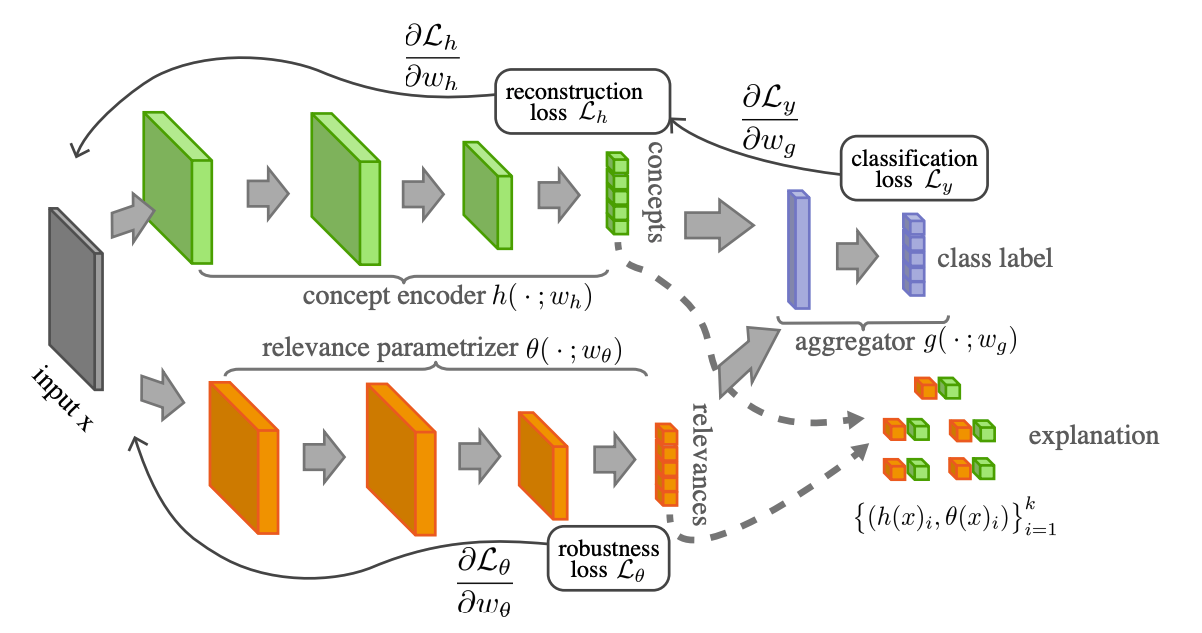 ∂ℒ_h
∂w_h
reconstruction
loss ℒ_h
∂ℒ_y
∂w_g
classification
loss ℒ_y
concepts
class label
concept encoder h( · ; w_h)
relevance parametrizer θ( · ; w_θ)
aggregator g( · ; w_g)
input x
relevances
explanation
{(h(x)_i, θ(x)_i)}_{i=1}^k
robustness
loss ℒ_θ
∂ℒ_θ
∂w_θ